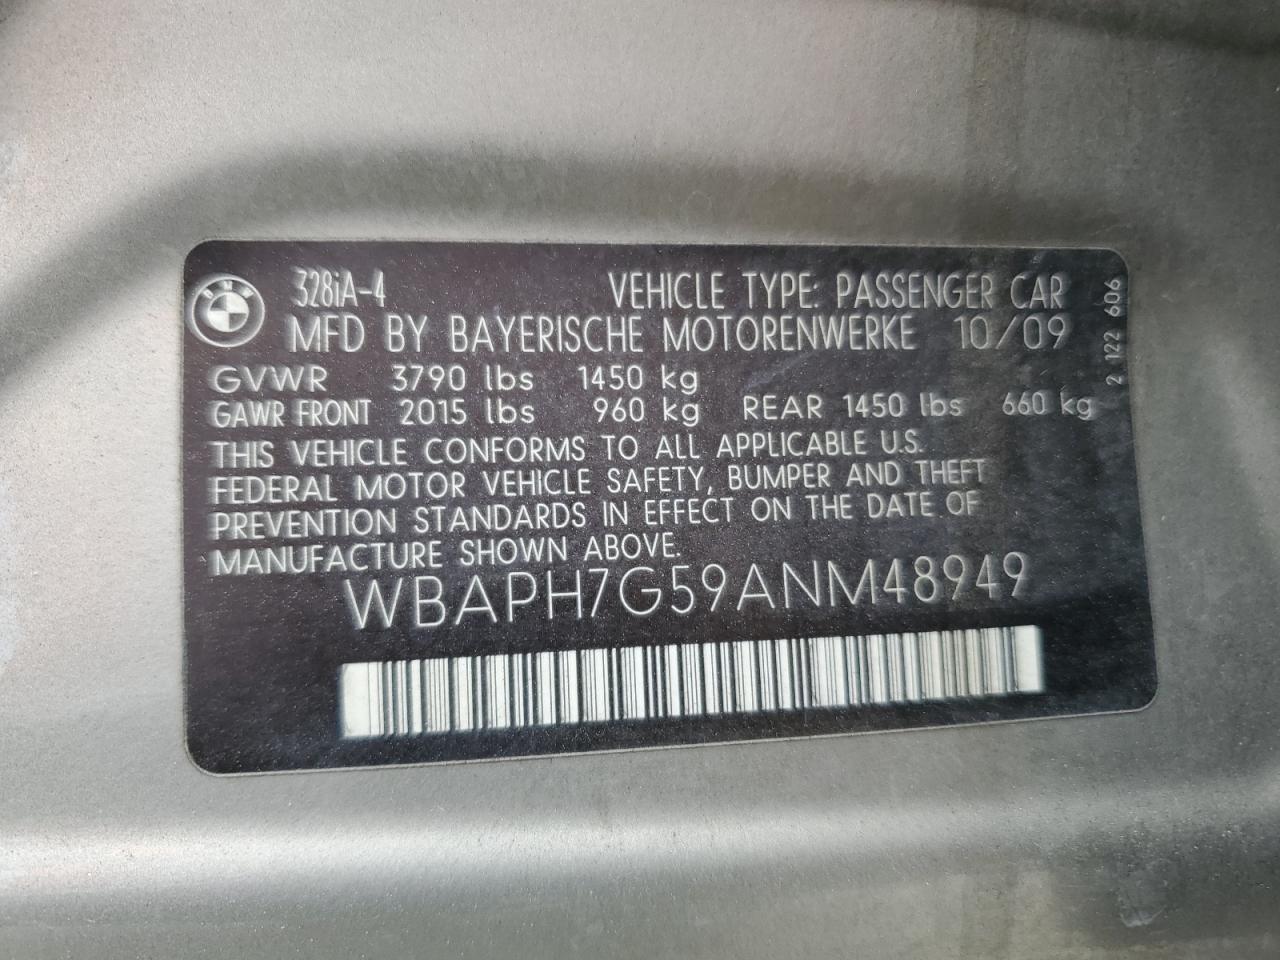 BMW
328iA-4 VEHICLE TYPE: PASSENGER CAR
MFD BY BAYERISCHE MOTORENWERKE 10/09
GVWR 3790 lbs 1450 kg
GAWR FRONT 2015 lbs 960 kg REAR 1450 lbs 660 kg
THIS VEHICLE CONFORMS TO ALL APPLICABLE U.S.
FEDERAL MOTOR VEHICLE SAFETY, BUMPER AND THEFT
PREVENTION STANDARDS IN EFFECT ON THE DATE OF
MANUFACTURE SHOWN ABOVE.
WBAPH7G59ANM48949
2 122 606